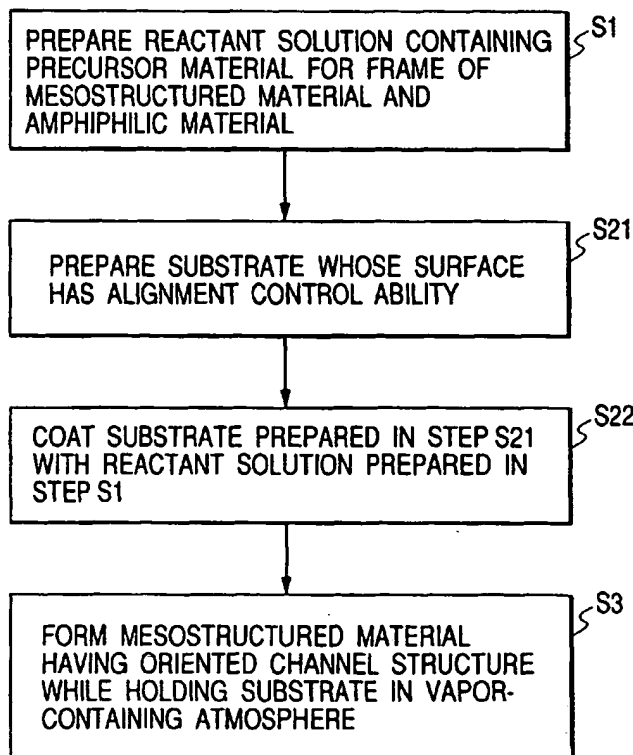 S1
PREPARE REACTANT SOLUTION CONTAINING
PRECURSOR MATERIAL FOR FRAME OF
MESOSTRUCTURED MATERIAL AND
AMPHIPHILIC MATERIAL
S21
PREPARE SUBSTRATE WHOSE SURFACE
HAS ALIGNMENT CONTROL ABILITY
S22
COAT SUBSTRATE PREPARED IN STEP S21
WITH REACTANT SOLUTION PREPARED IN
STEP S1
S3
FORM MESOSTRUCTURED MATERIAL
HAVING ORIENTED CHANNEL STRUCTURE
WHILE HOLDING SUBSTRATE IN VAPOR-
CONTAINING ATMOSPHERE